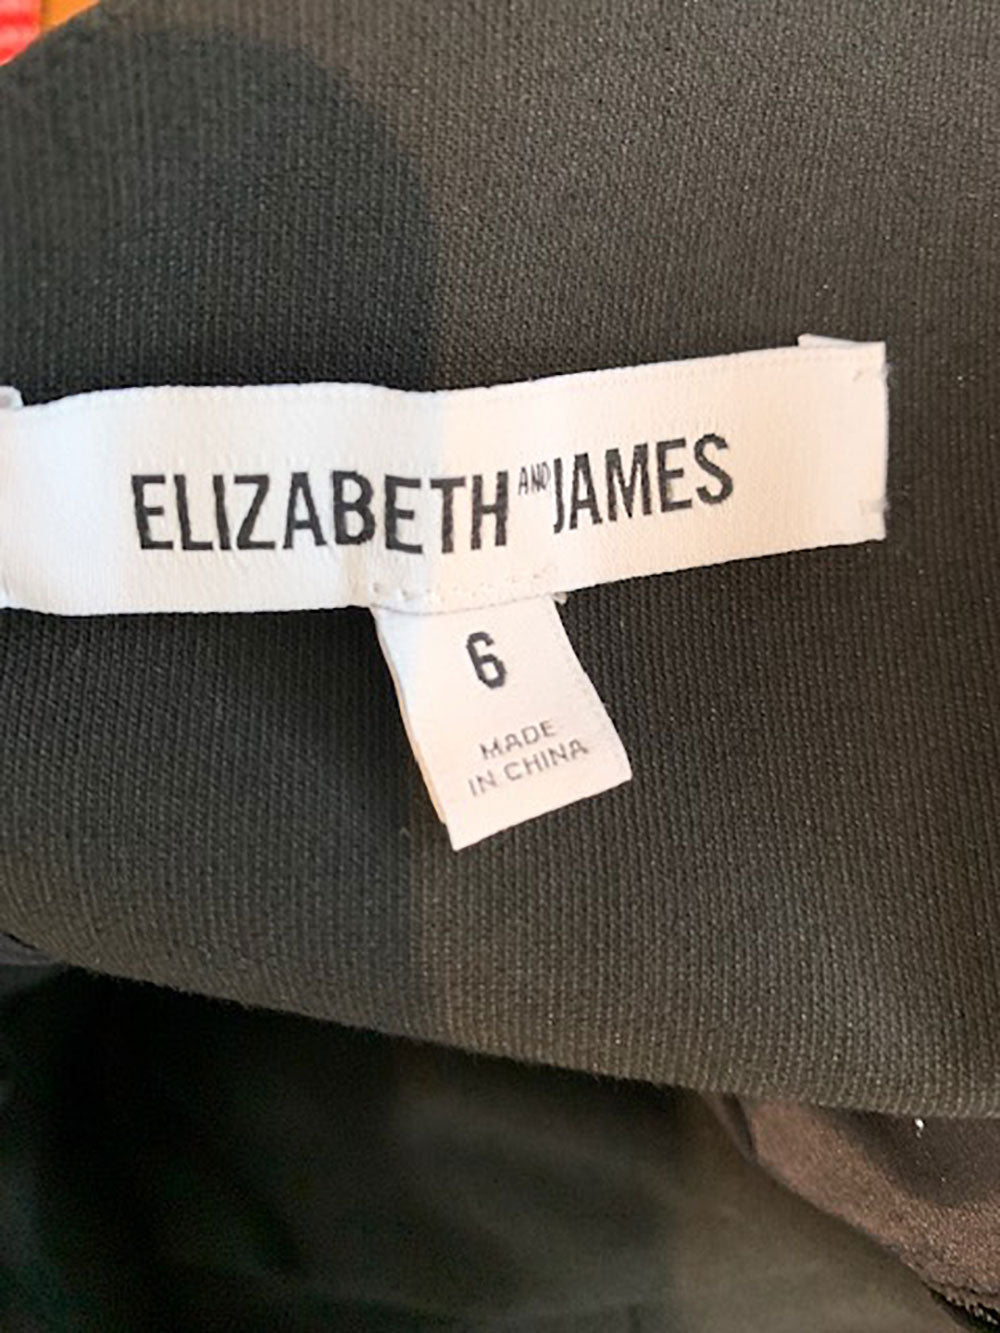 ELIZABETH AND JAMES
6
MADE
IN CHINA